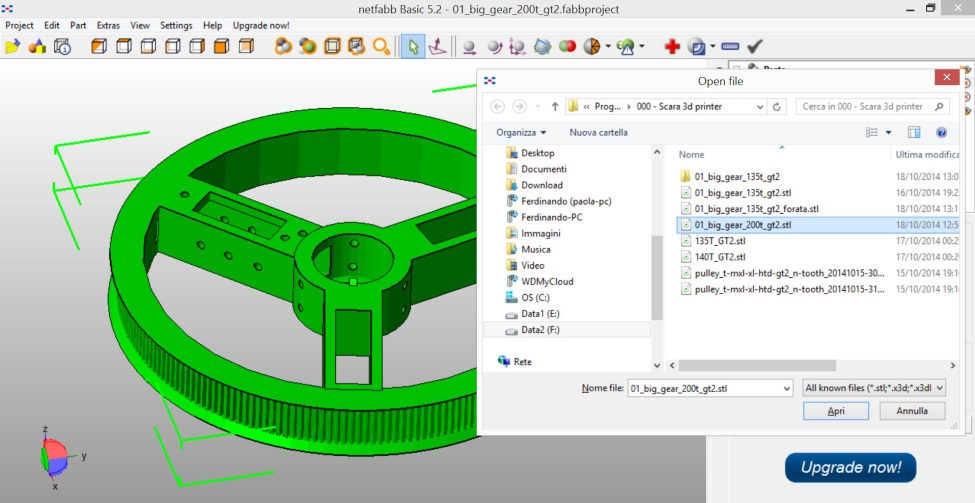 netfabb Basic 5.2 - 01_big_gear_200t_gt2.fabbproject
Project Edit Part Extras View Settings Help Upgrade now!
Parts
Open file
« Prog... 000 - Scara 3d printer Cerca in 000 - Scara 3d printer
Organizza Nuova cartella
Desktop
Documenti
Download
Ferdinando (paola-pc)
Ferdinando-PC
Immagini
Musica
Video
WDMyCloud
OS (C:)
Data1 (E:)
Data2 (F:)
Rete
Nome Ultima modifica
01_big_gear_135t_gt2 18/10/2014 13:0
01_big_gear_135t_gt2.stl 16/10/2014 19:2
01_big_gear_135t_gt2_forata.stl 18/10/2014 13:1
01_big_gear_200t_gt2.stl 18/10/2014 12:5
135T_GT2.stl 17/10/2014 00:2
140T_GT2.stl 17/10/2014 00:2
pulley_t-mxl-xl-htd-gt2_n-tooth_20141015-30... 15/10/2014 19:1
pulley_t-mxl-xl-htd-gt2_n-tooth_20141015-31... 15/10/2014 19:1
Nome file: 01_big_gear_200t_gt2.stl All known files (*.stl;*.x3d;*.x3dl
Apri Annulla
z
y
x
Upgrade now!